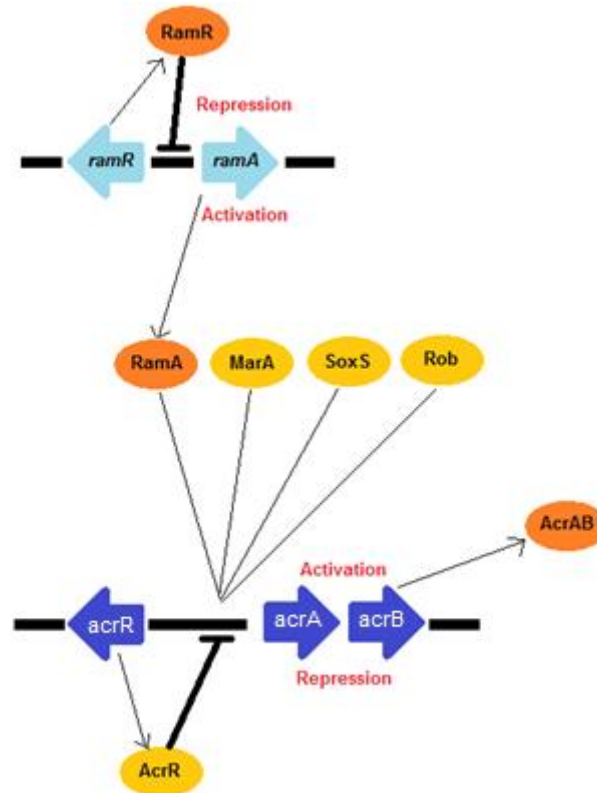 RamR
Repression
ramR
ramA
Activation
RamA
MarA
SoxS
Rob
AcrAB
Activation
acrR
acrA
acrB
Repression
AcrR